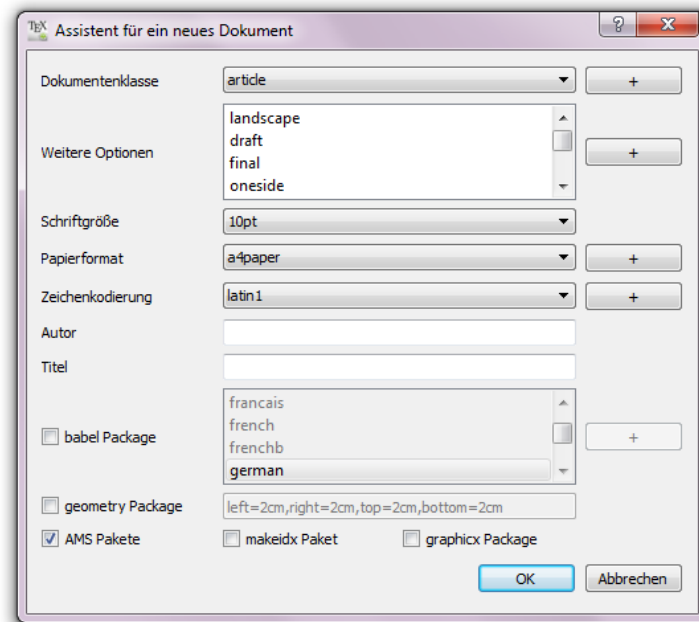 TEX Assistent für ein neues Dokument ?
Dokumentenklasse article +
landscape
draft
Weitere Optionen +
final
oneside
Schriftgröße 10pt
Papierformat a4paper +
Zeichenkodierung latin1 +
Autor
Titel
francais
french
babel Package +
frenchb
german
geometry Package left=2cm,right=2cm,top=2cm,bottom=2cm
AMS Pakete makeidx Paket graphicx Package
OK Abbrechen